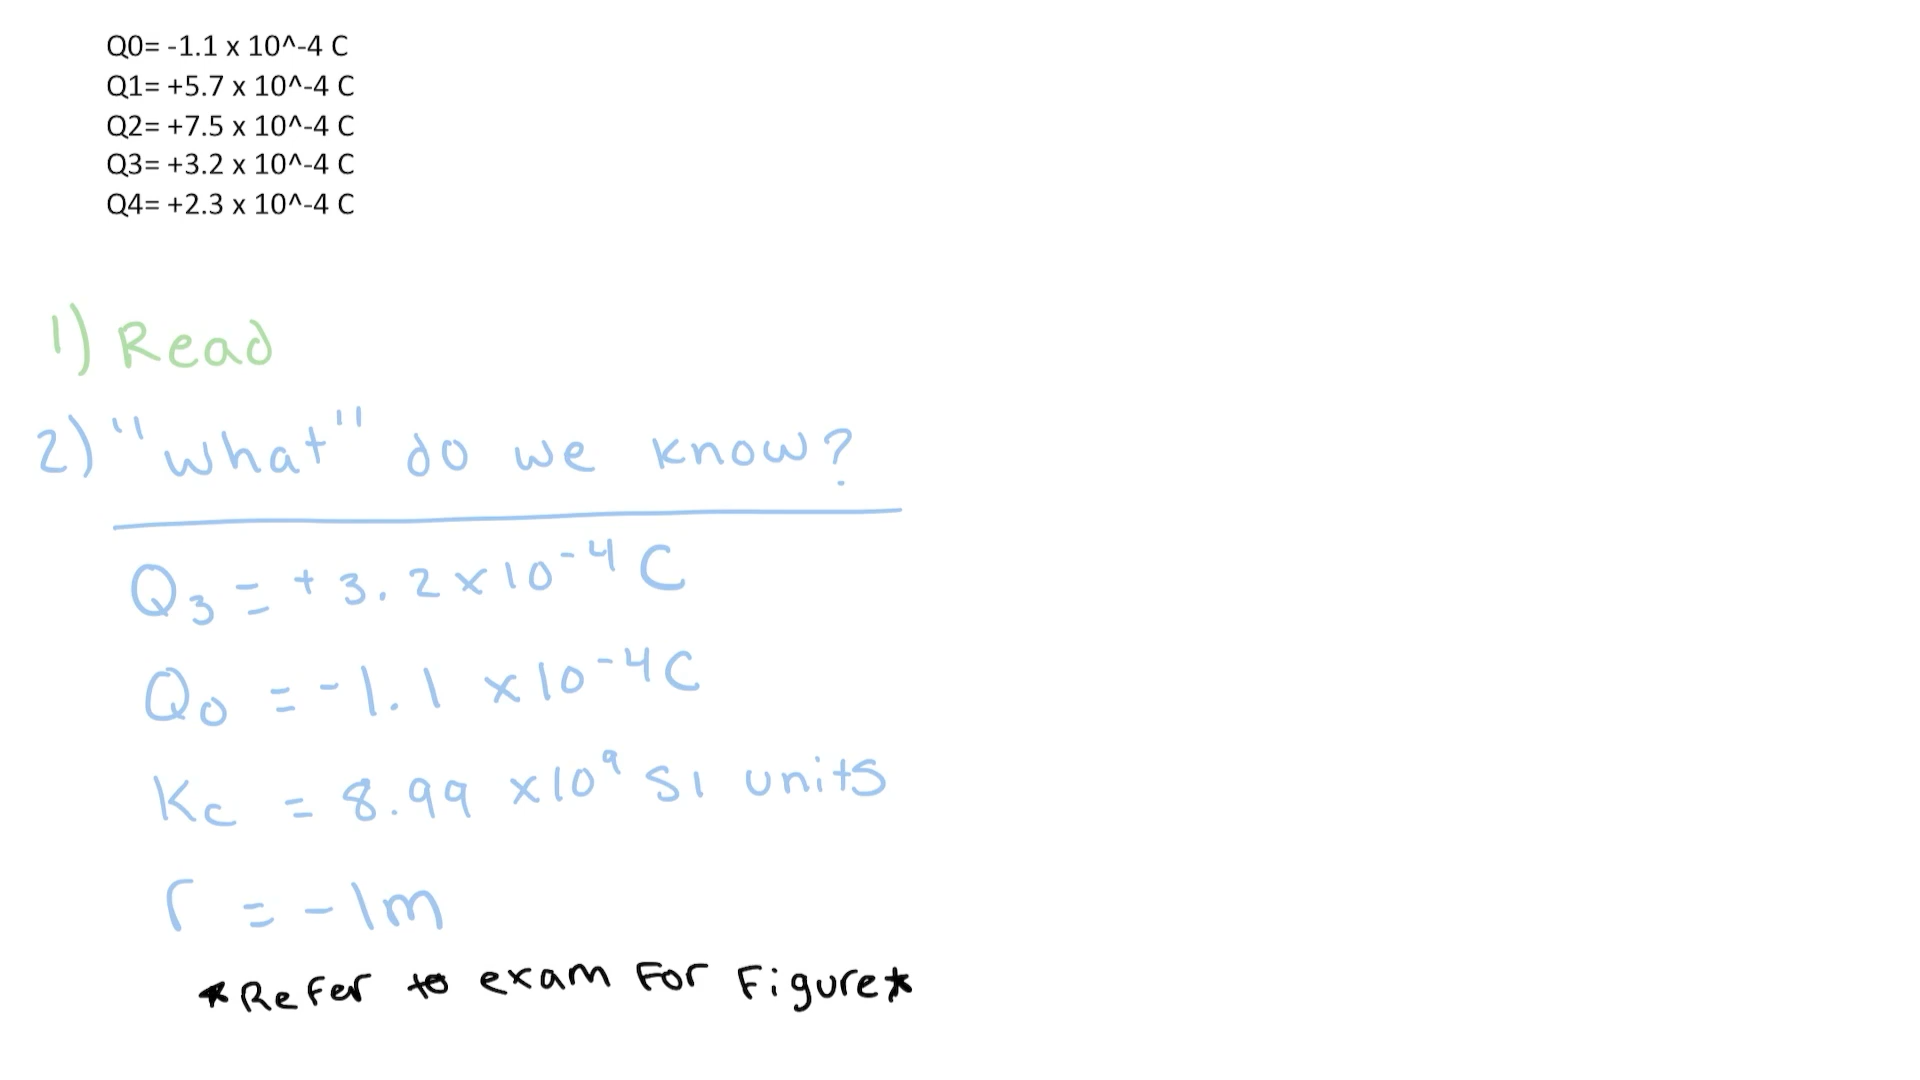 Q0= -1.1 x 10^-4 C
Q1= +5.7 x 10^-4 C
Q2= +7.5 x 10^-4 C
Q3= +3.2 x 10^-4 C
Q4= +2.3 x 10^-4 C
1) Read
2) "what" do we know?
Q₃ = +3.2x10⁻⁴ C
Q₀ = -1.1 x10⁻⁴C
Kc = 8.99 x10⁹ SI units
r = -1m
*Refer to exam For Figure*